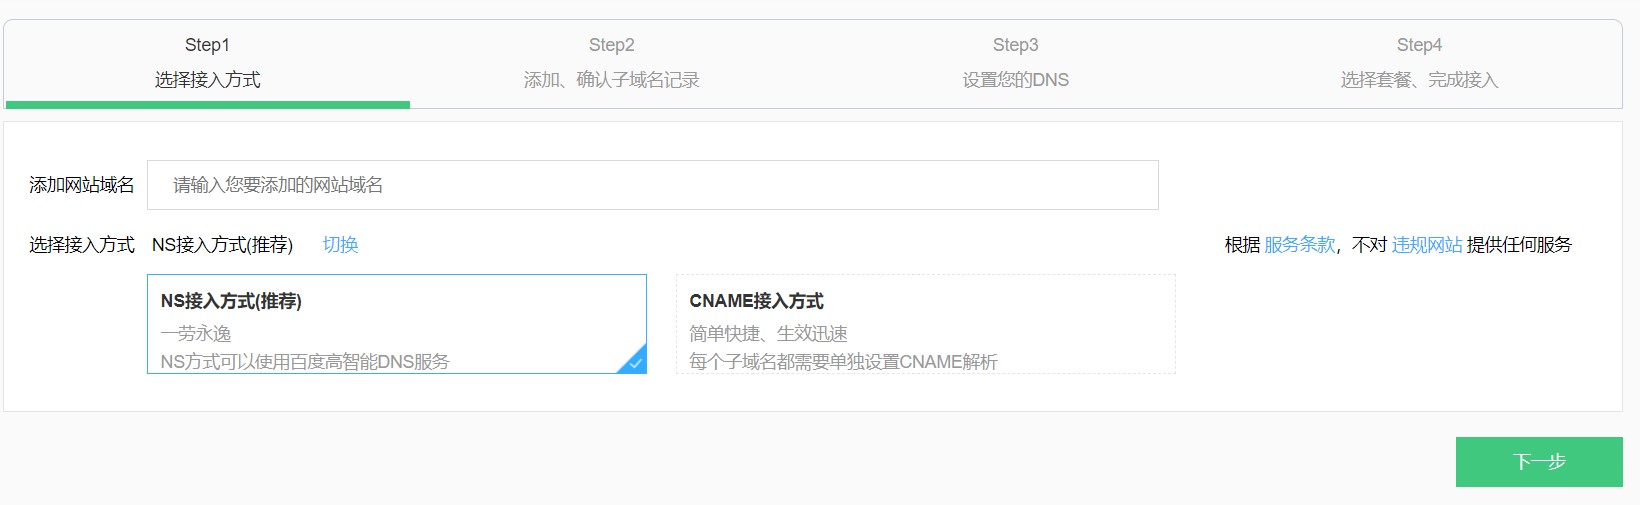 Step1
选择接入方式
Step2
添加、确认子域名记录
Step3
设置您的DNS
Step4
选择套餐、完成接入
添加网站域名
请输入您要添加的网站域名
选择接入方式 NS接入方式(推荐) 切换
根据 服务条款，不对 违规网站 提供任何服务
NS接入方式(推荐)
一劳永逸
NS方式可以使用百度高智能DNS服务
CNAME接入方式
简单快捷、生效迅速
每个子域名都需要单独设置CNAME解析
下一步